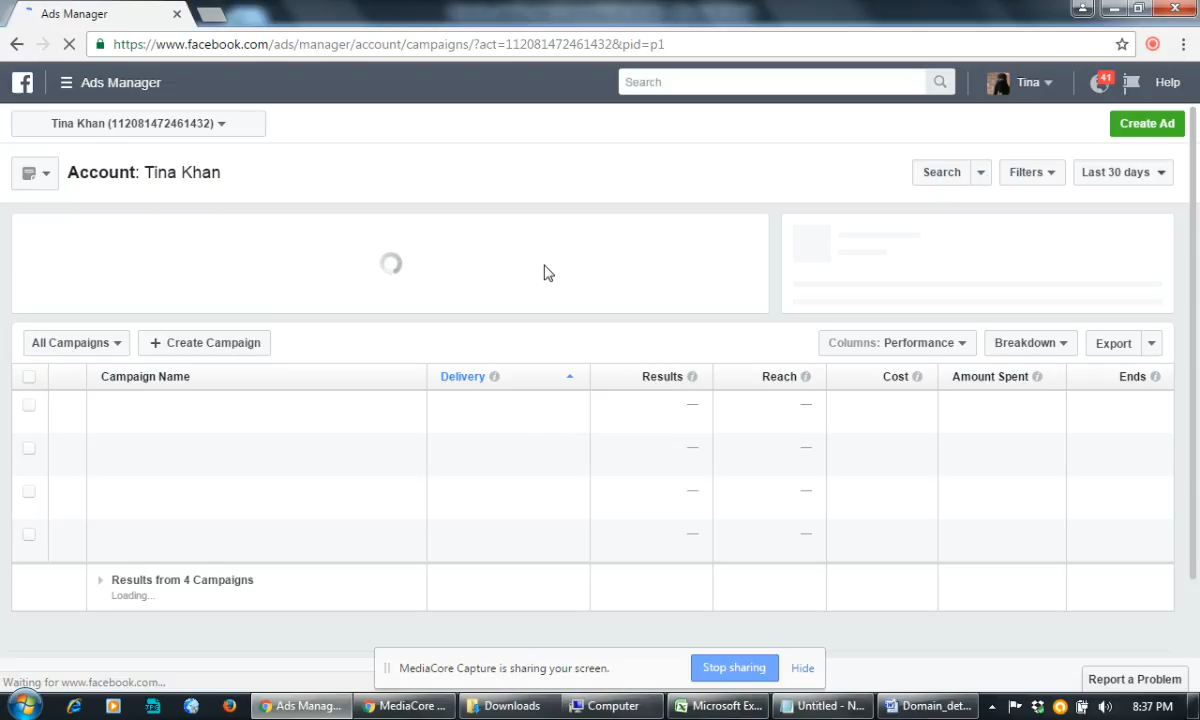 Ads Manager
https://www.facebook.com/ads/manager/account/campaigns/?act=112081472461432&pid=p1
Ads Manager
Search
Tina
41
Help
Tina Khan (112081472461432)
Create Ad
Account: Tina Khan
Search
Filters
Last 30 days
All Campaigns
+ Create Campaign
Columns: Performance
Breakdown
Export
Campaign Name
Delivery
Results
Reach
Cost
Amount Spent
Ends
Results from 4 Campaigns
Loading...
MediaCore Capture is sharing your screen.
Stop sharing
Hide
Waiting for www.facebook.com...
Report a Problem
Ads Manag...
MediaCore ...
Downloads
Computer
Microsoft Ex...
Untitled - N...
Domain_det...
8:37 PM